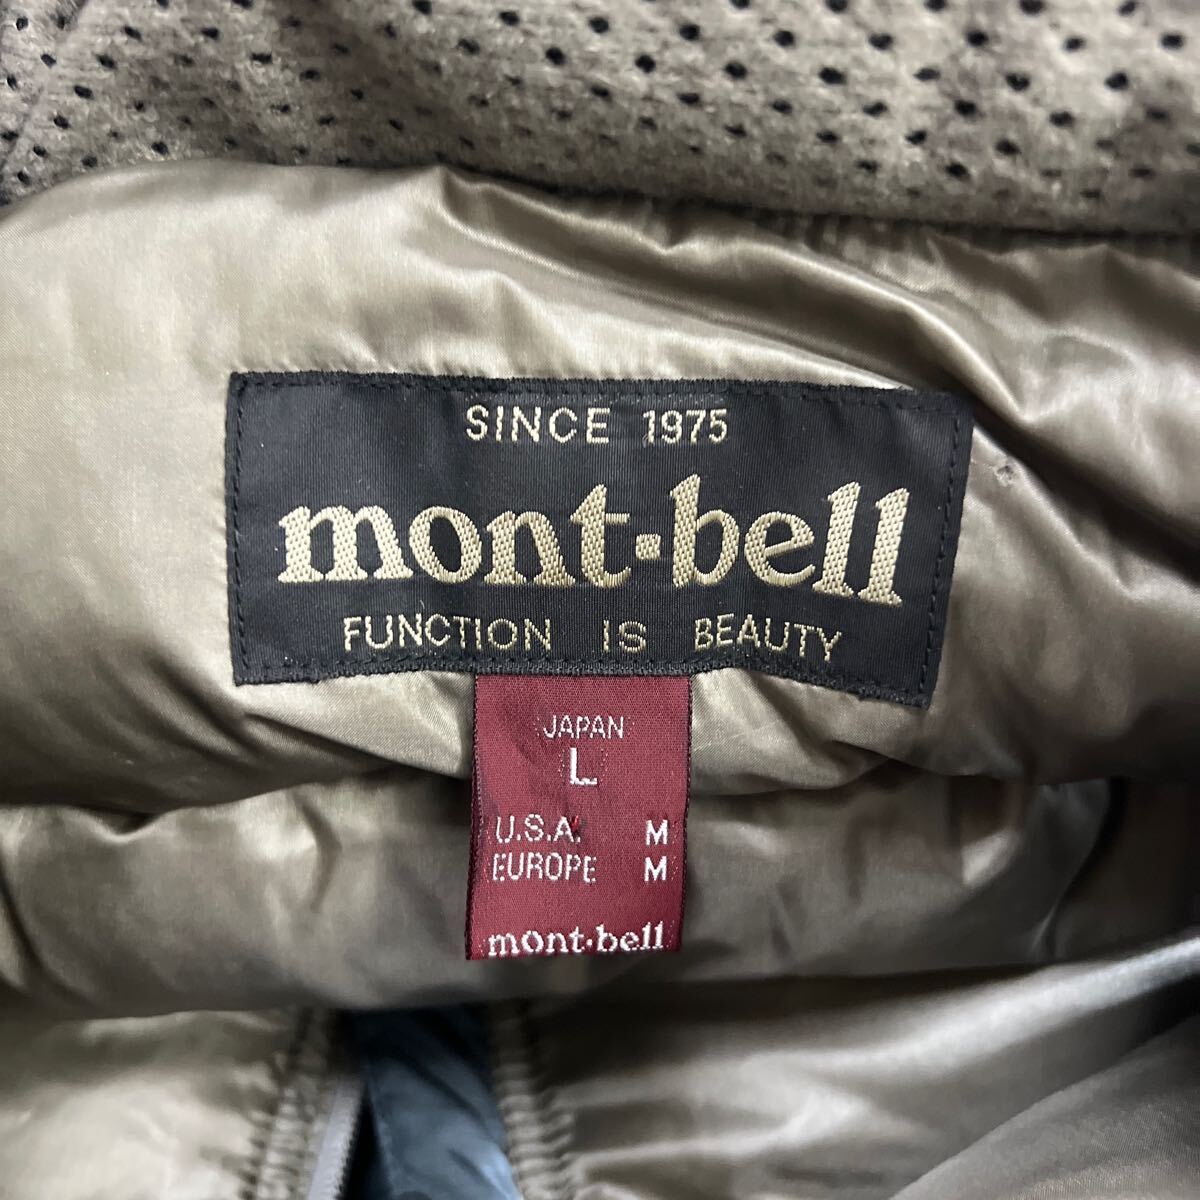 SINCE 1975
mont·bell
FUNCTION IS BEAUTY
JAPAN
L
U.S.A. M
EUROPE M
mont·bell